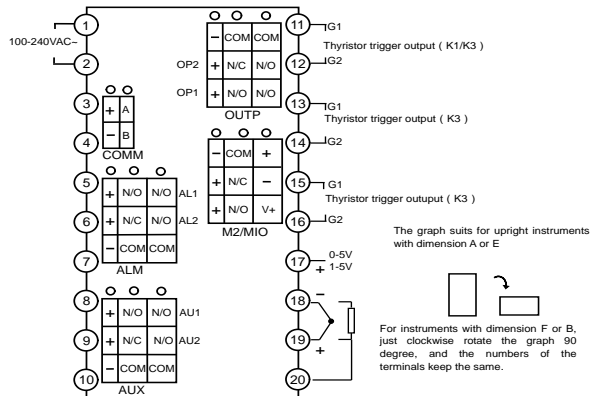 1
11
G1
100-240VAC~
− COM COM
Thyristor trigger output ( K1/K3 )
2
OP2 + N/C N/O
12
G2
OP1 + N/O N/O
3
+ A
OUTP
13
G1
Thyristor trigger output ( K3 )
4
− B
COMM
14
G2
− COM +
5
+ N/O N/O AL1
+ N/C −
15
G1
Thyristor trigger outuput ( K3 )
6
+ N/C N/O AL2
+ N/O V+
16
G2
− COM COM
M2/MIO
7
ALM
17
0-5V
+ 1-5V
The graph suits for upright instruments
with dimension A or E
8
+ N/O N/O AU1
18
−
9
+ N/C N/O AU2
19
+
− COM COM
10
AUX
20
For instruments with dimension F or B,
just clockwise rotate the graph 90
degree, and the numbers of the
terminals keep the same.